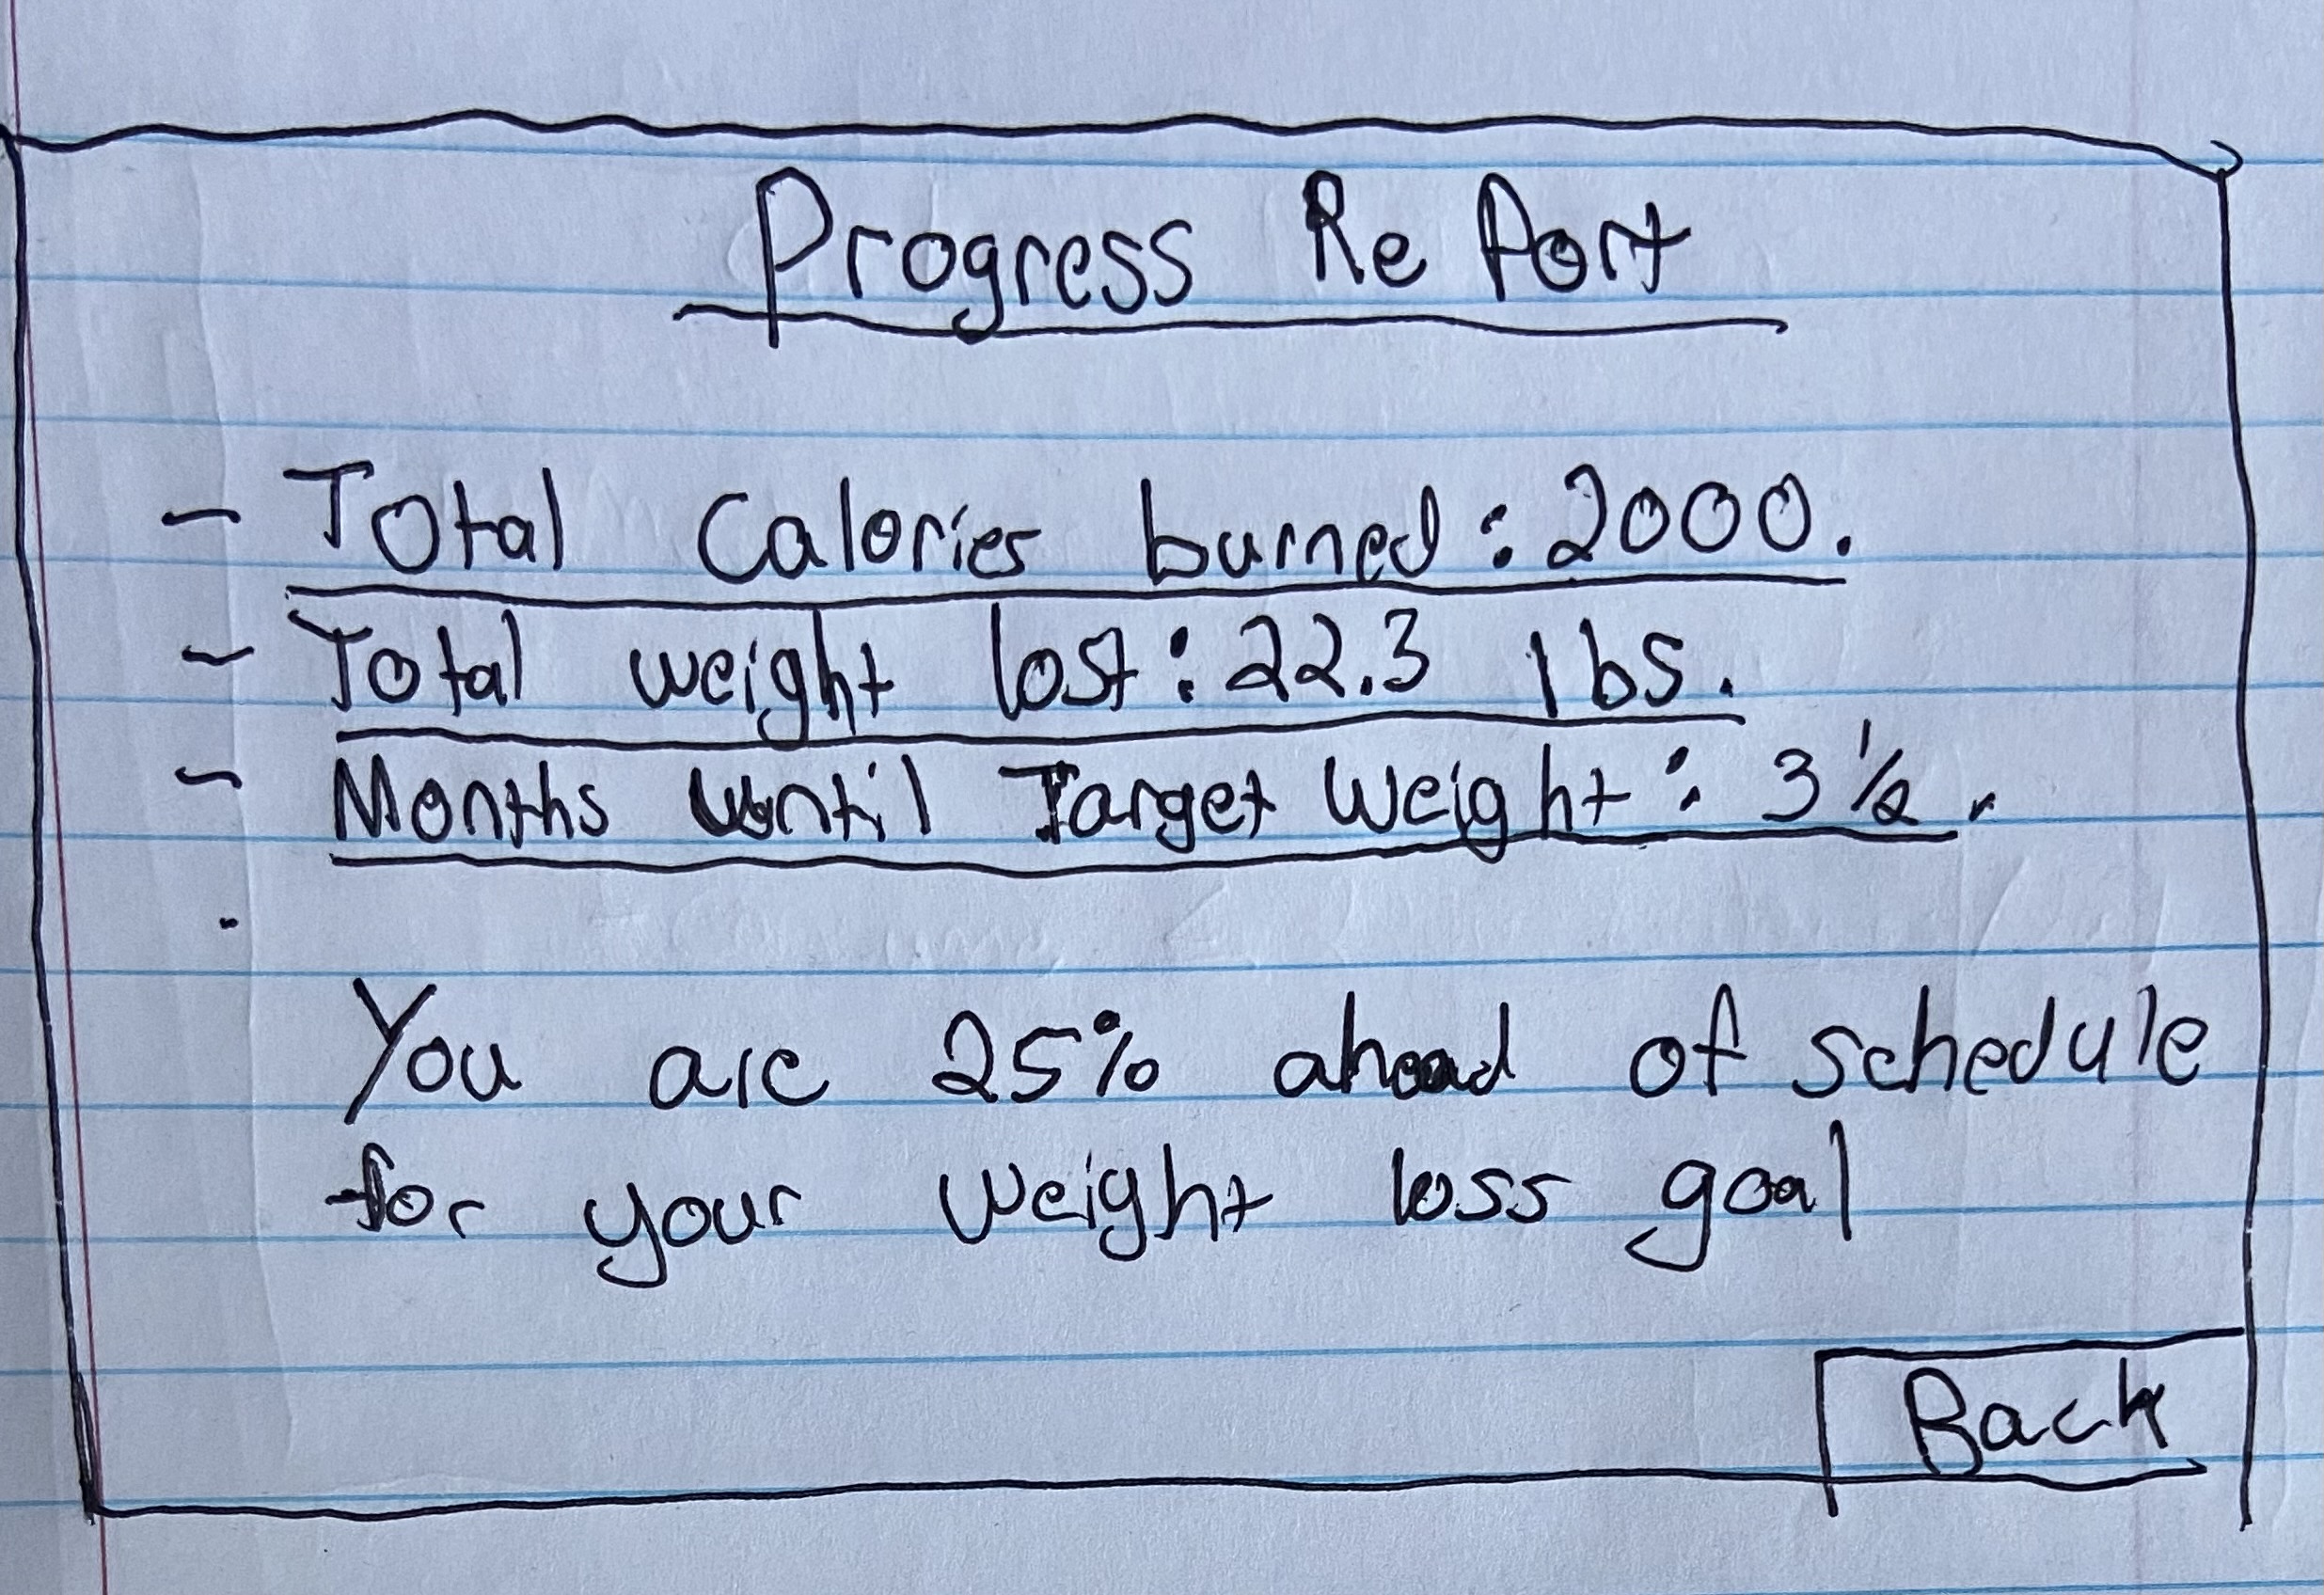 Progress RePort
- Total Calories burned: 2000.
- Total weight lost: 22.3 lbs.
- Months until Target Weight: 3 1/2.
You are 25% ahead of schedule
for your weight loss goal
Back